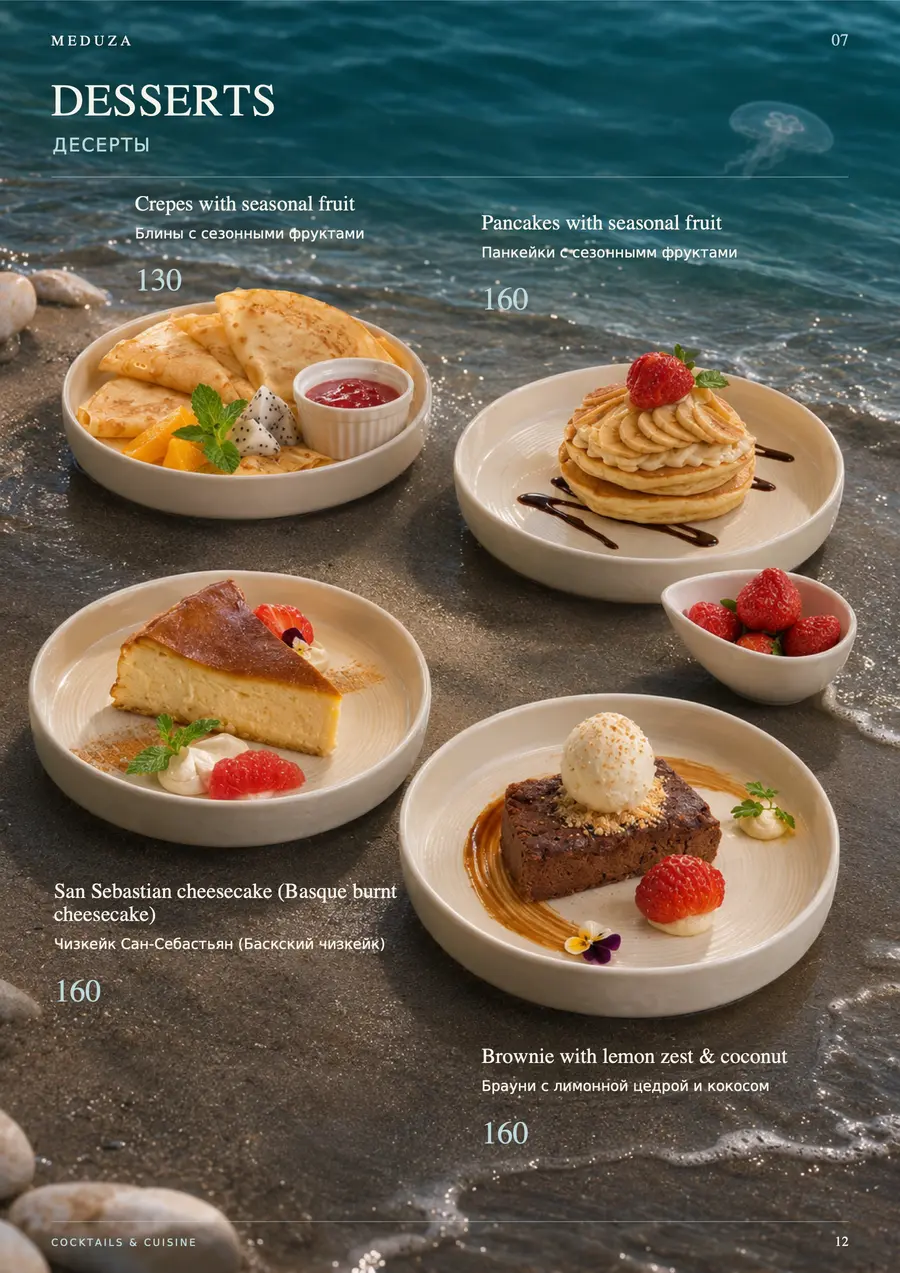 MEDUZA
07
DESSERTS
ДЕСЕРТЫ
Crepes with seasonal fruit
Блины с сезонными фруктами
130
Pancakes with seasonal fruit
Панкейки с сезоннымм фруктами
160
San Sebastian cheesecake (Basque burnt
cheesecake)
Чизкейк Сан-Себастьян (Баскский чизкейк)
160
Brownie with lemon zest & coconut
Брауни с лимонной цедрой и кокосом
160
COCKTAILS & CUISINE
12